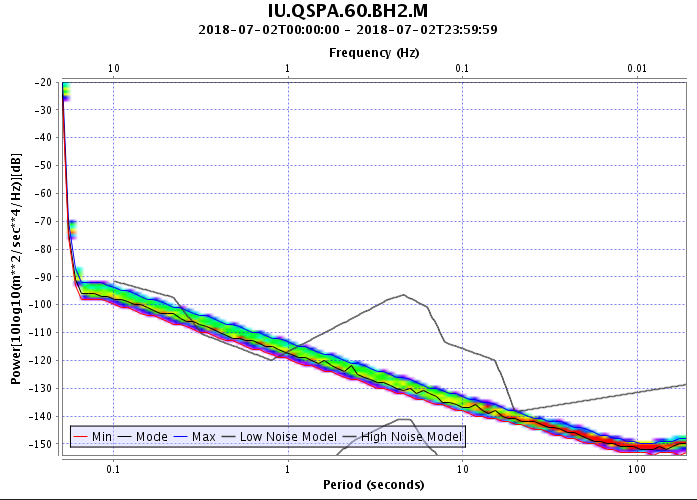 IU.QSPA.60.BH2.M
2018-07-02T00:00:00 - 2018-07-02T23:59:59
Frequency (Hz)
10 1 0.1 0.01
-20
-30
-40
-50
-60
-70
-80
-90
-100
-110
-120
-130
-140
-150
Power[10log10(m**2/sec**4/Hz)][dB]
Min Mode Max Low Noise Model High Noise Model
0.1 1 10 100
Period (seconds)